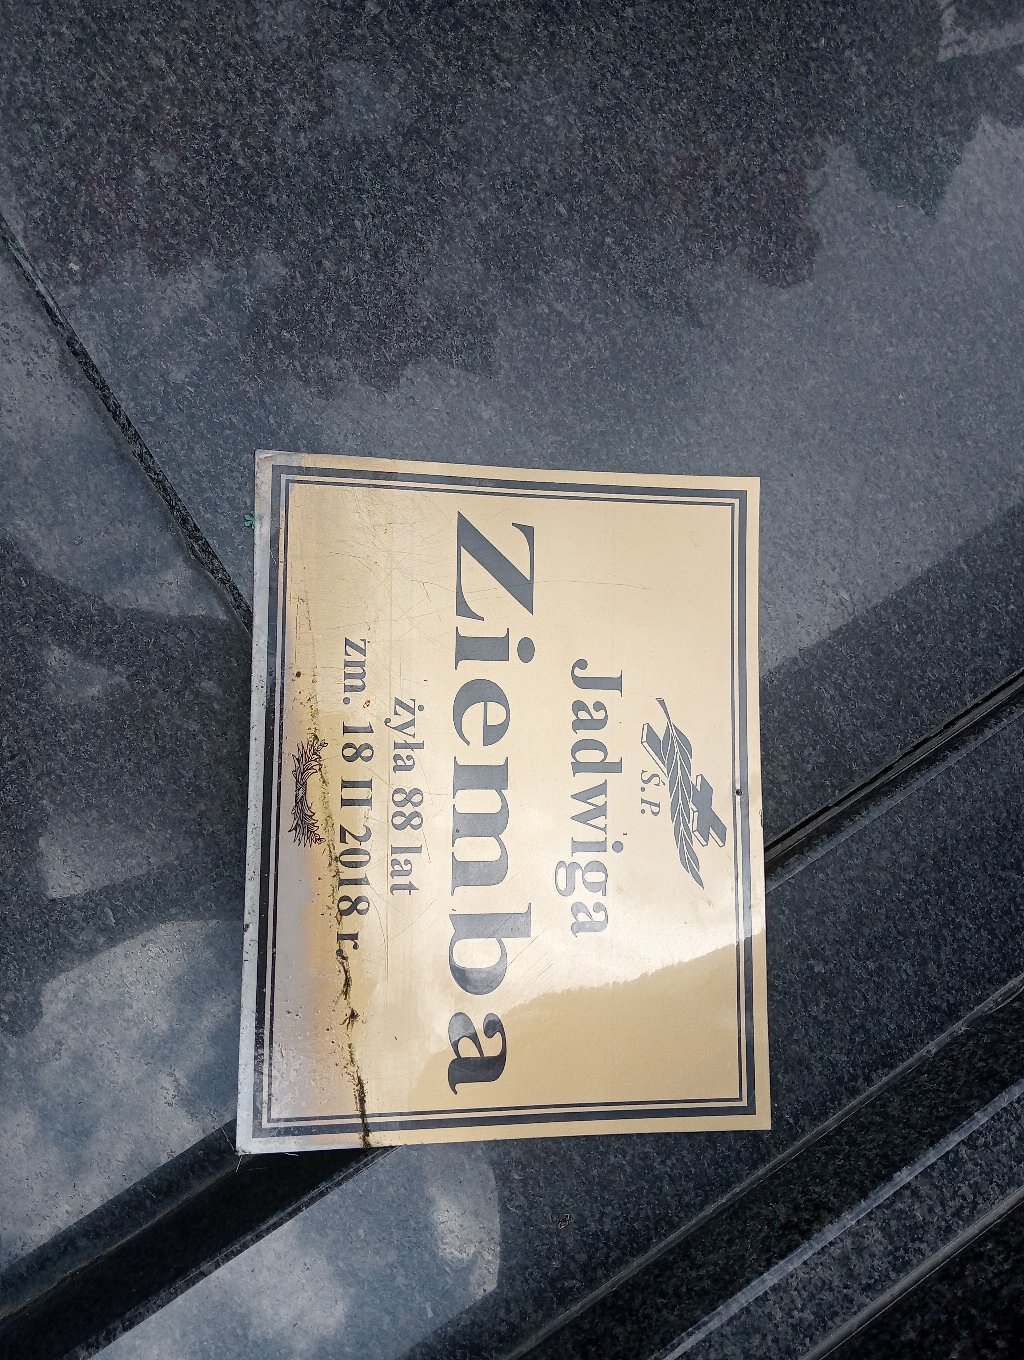 Ś.P.
Jadwiga
Ziemba
żyła 88 lat
zm. 18 II 2018 r.